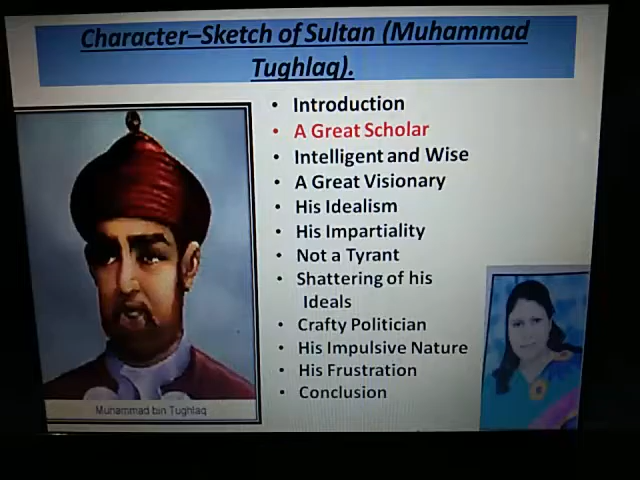 Character–Sketch of Sultan (Muhammad
Tughlaq).
• Introduction
• A Great Scholar
• Intelligent and Wise
• A Great Visionary
• His Idealism
• His Impartiality
• Not a Tyrant
• Shattering of his
Ideals
• Crafty Politician
• His Impulsive Nature
• His Frustration
• Conclusion
Muhammad bin Tughlaq